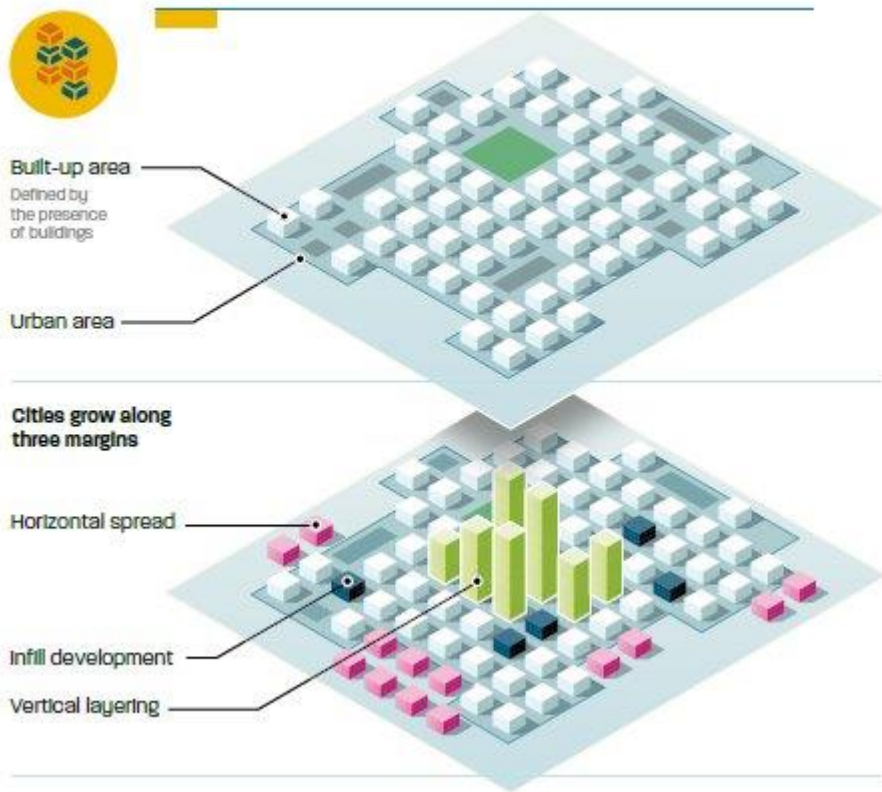 Built-up area
Defined by
the presence
of buildings
Urban area
Cities grow along
three margins
Horizontal spread
Infill development
Vertical layering